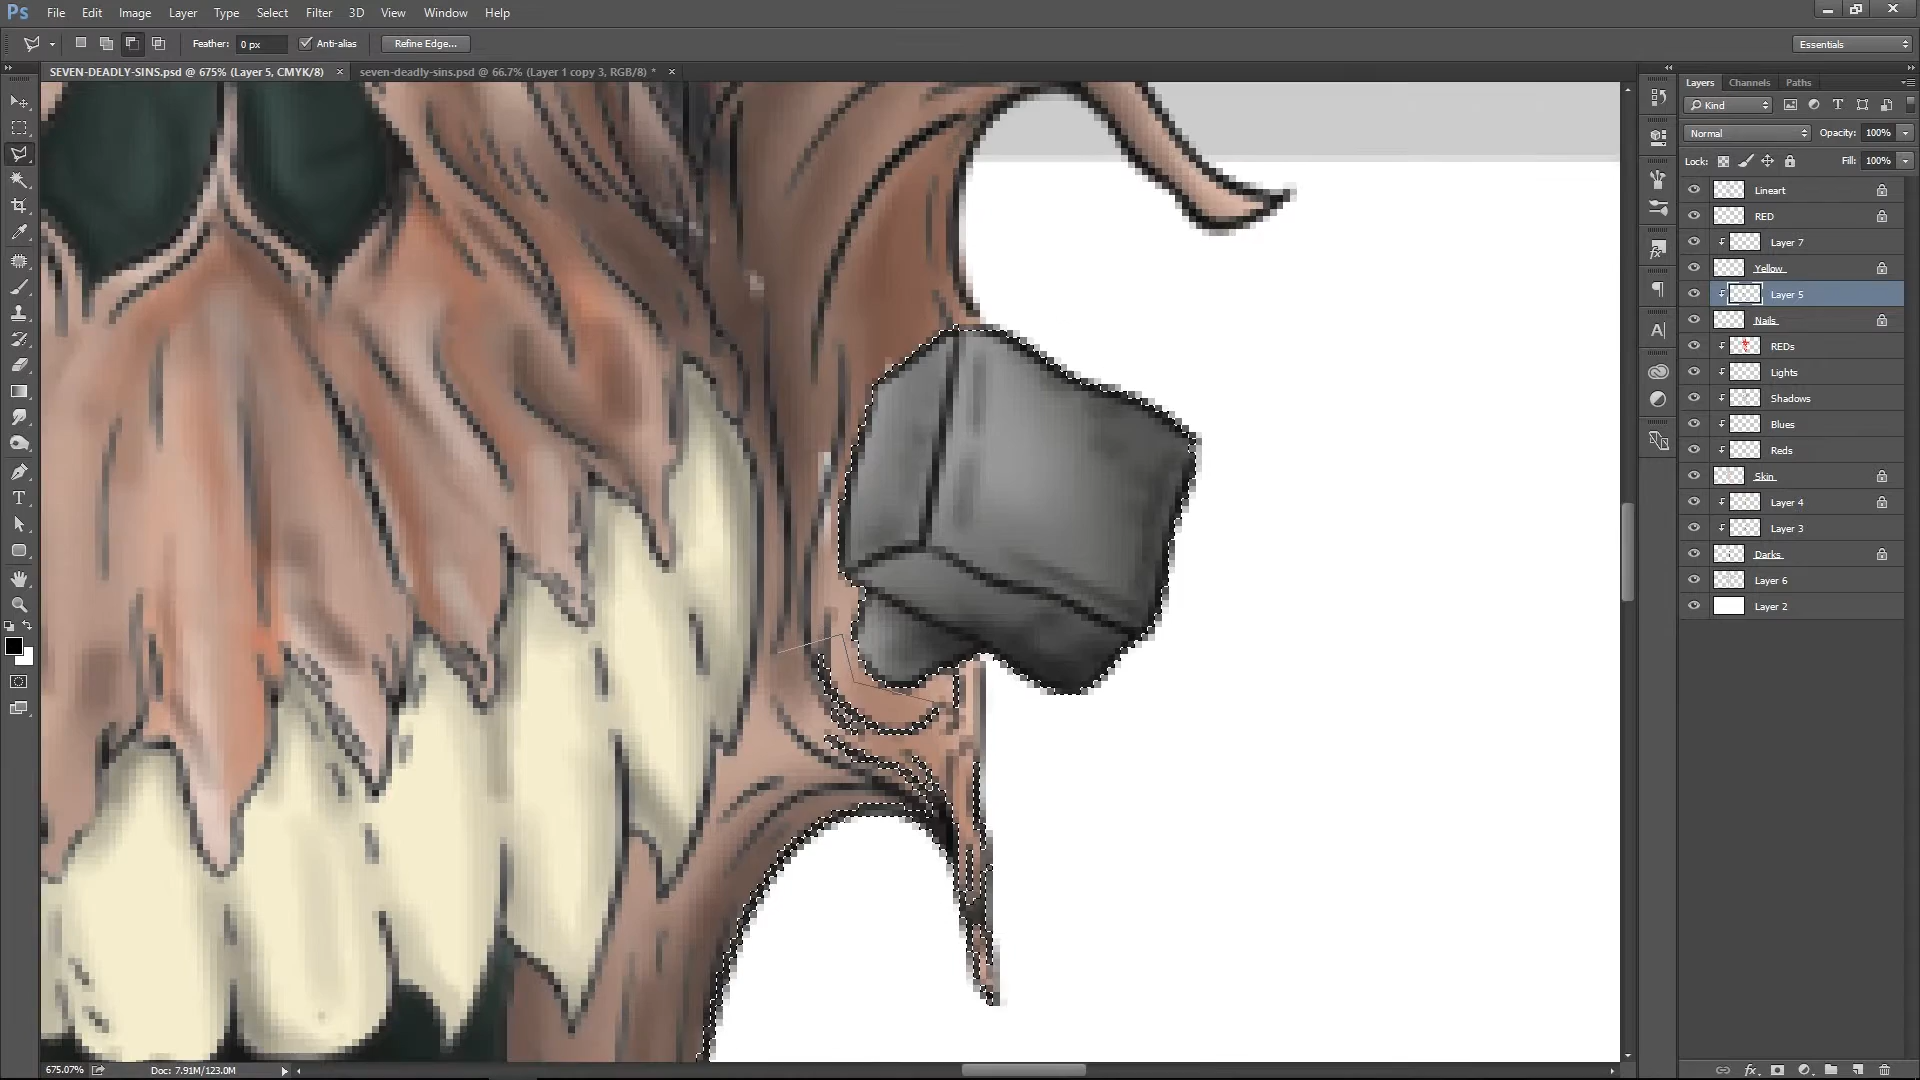 Ps File Edit Image Layer Type Select Filter 3D View Window Help
Feather: 0 px Anti-alias Refine Edge... Essentials
SEVEN-DEADLY-SINS.psd @ 675% (Layer 5, CMYK/8) × seven-deadly-sins.psd @ 66.7% (Layer 1 copy 3, RGB/8) * ×
Layers Channels Paths
Kind
Normal Opacity: 100%
Lock: Fill: 100%
Lineart
RED
Layer 7
Yellow
Layer 5
Nails
REDs
Lights
Shadows
Blues
Reds
Skin
Layer 4
Layer 3
Darks
Layer 6
Layer 2
675.07% Doc: 7.91M/123.0M